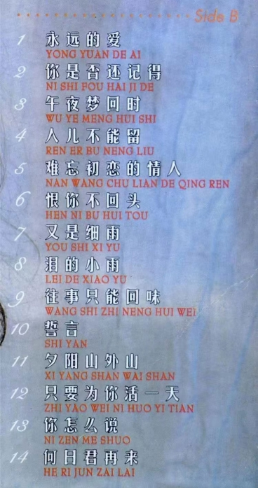 Side B
1 永远的爱
YONG YUAN DE AI
2 你是否还记得
NI SHI FOU HAI JI DE
3 午夜梦回时
WU YE MENG HUI SHI
4 人儿不能留
REN ER BU NENG LIU
5 难忘初恋的情人
NAN WANG CHU LIAN DE QING REN
6 恨你不回头
HEN NI BU HUI TOU
7 又是细雨
YOU SHI XI YU
8 泪的小雨
LEI DE XIAO YU
9 往事只能回味
WANG SHI ZHI NENG HUI WEI
10 誓言
SHI YAN
11 夕阴山外山
XI YANG SHAN WAI SHAN
12 只要为你活一天
ZHI YAO WEI NI HUO YI TIAN
13 你怎么说
NI ZEN ME SHUO
14 何日君再来
HE RI JUN ZAI LAI